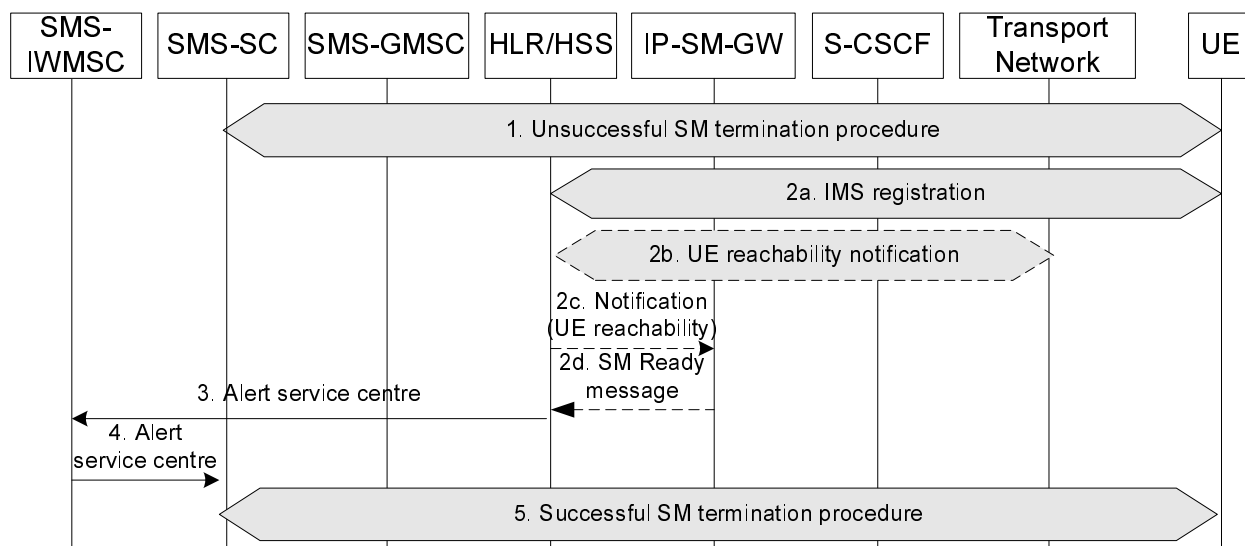 SMS-
IWMSC
SMS-SC
SMS-GMSC
HLR/HSS
IP-SM-GW
S-CSCF
Transport
Network
UE
1. Unsuccessful SM termination procedure
2a. IMS registration
2b. UE reachability notification
2c. Notification
(UE reachability)
2d. SM Ready
message
3. Alert service centre
4. Alert
service centre
5. Successful SM termination procedure